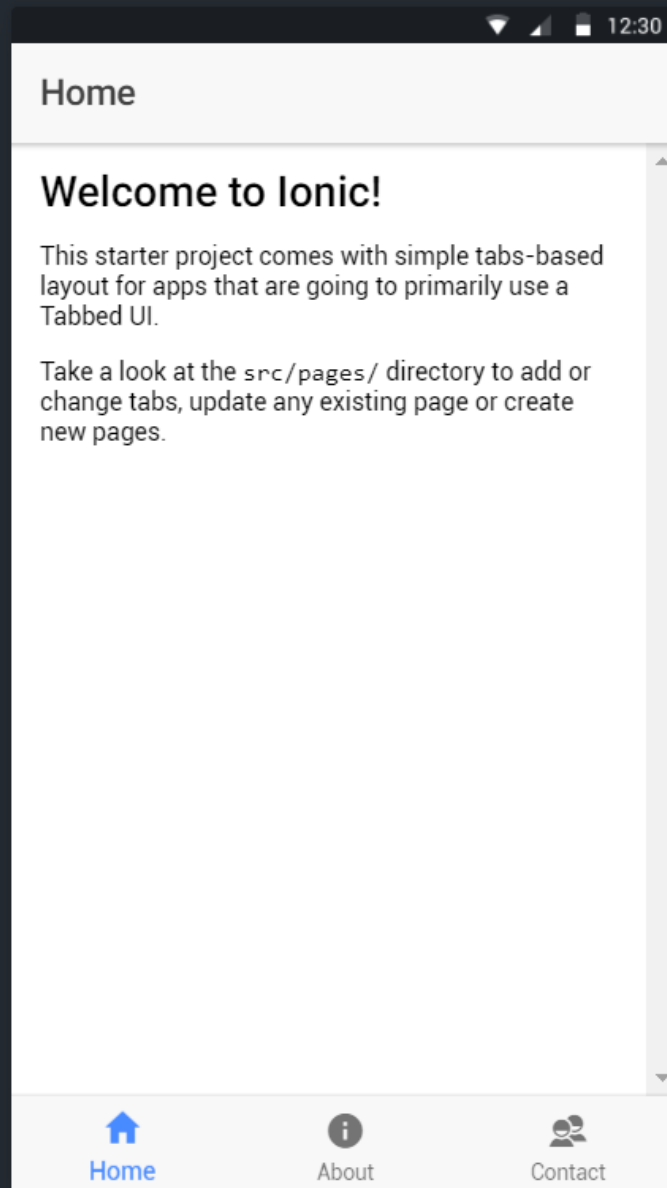 12:30
Home
Welcome to Ionic!
This starter project comes with simple tabs-based
layout for apps that are going to primarily use a
Tabbed UI.
Take a look at the src/pages/ directory to add or
change tabs, update any existing page or create
new pages.
Home
About
Contact